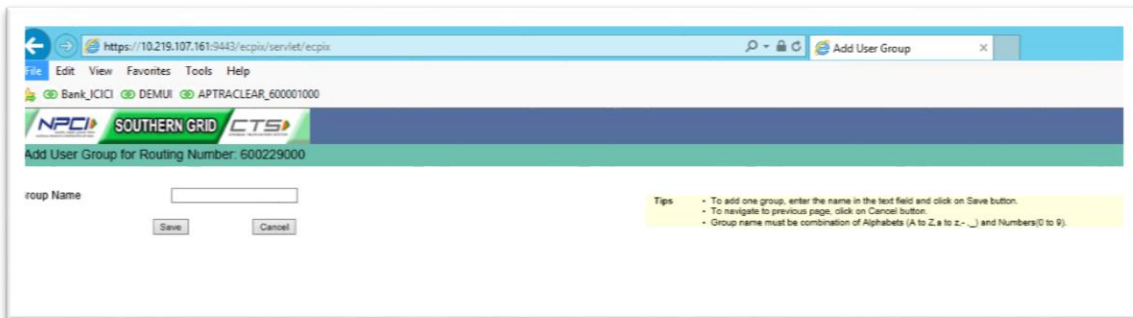 https://10.219.107.161:9443/ecpix/servlet/ecpix
Add User Group
File Edit View Favorites Tools Help
Bank_ICICI DEMUI APTRACLEAR_600001000
NPCI SOUTHERN GRID CTS
Add User Group for Routing Number: 600229000
roup Name
Save Cancel
Tips
• To add one group, enter the name in the text field and click on Save button.
• To navigate to previous page, click on Cancel button.
• Group name must be combination of Alphabets (A to Z,a to z,- ,_) and Numbers(0 to 9).